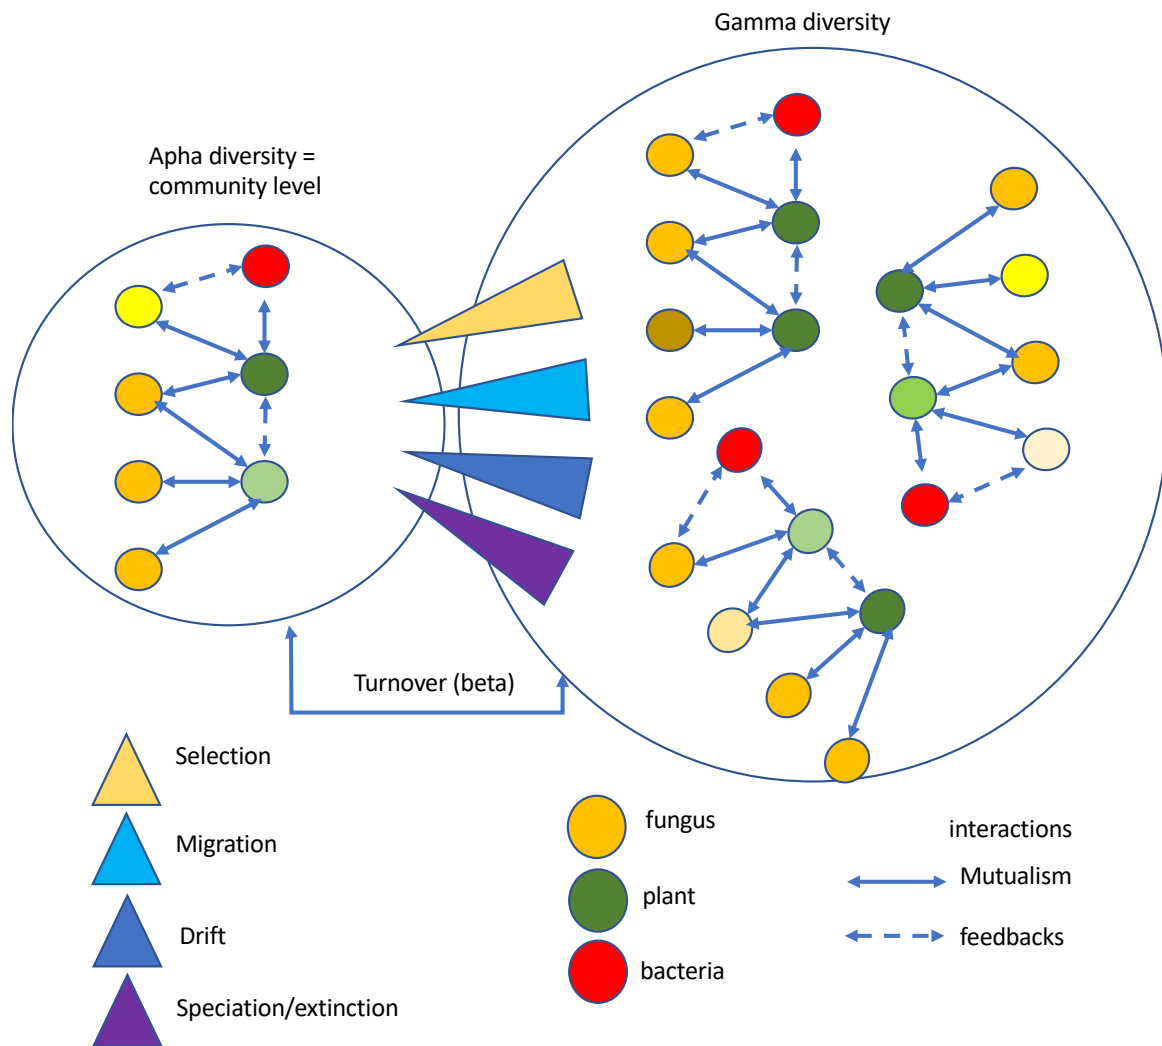 Gamma diversity
Apha diversity =
community level
Turnover (beta)
Selection
Migration
Drift
Speciation/extinction
fungus
plant
bacteria
interactions
Mutualism
feedbacks